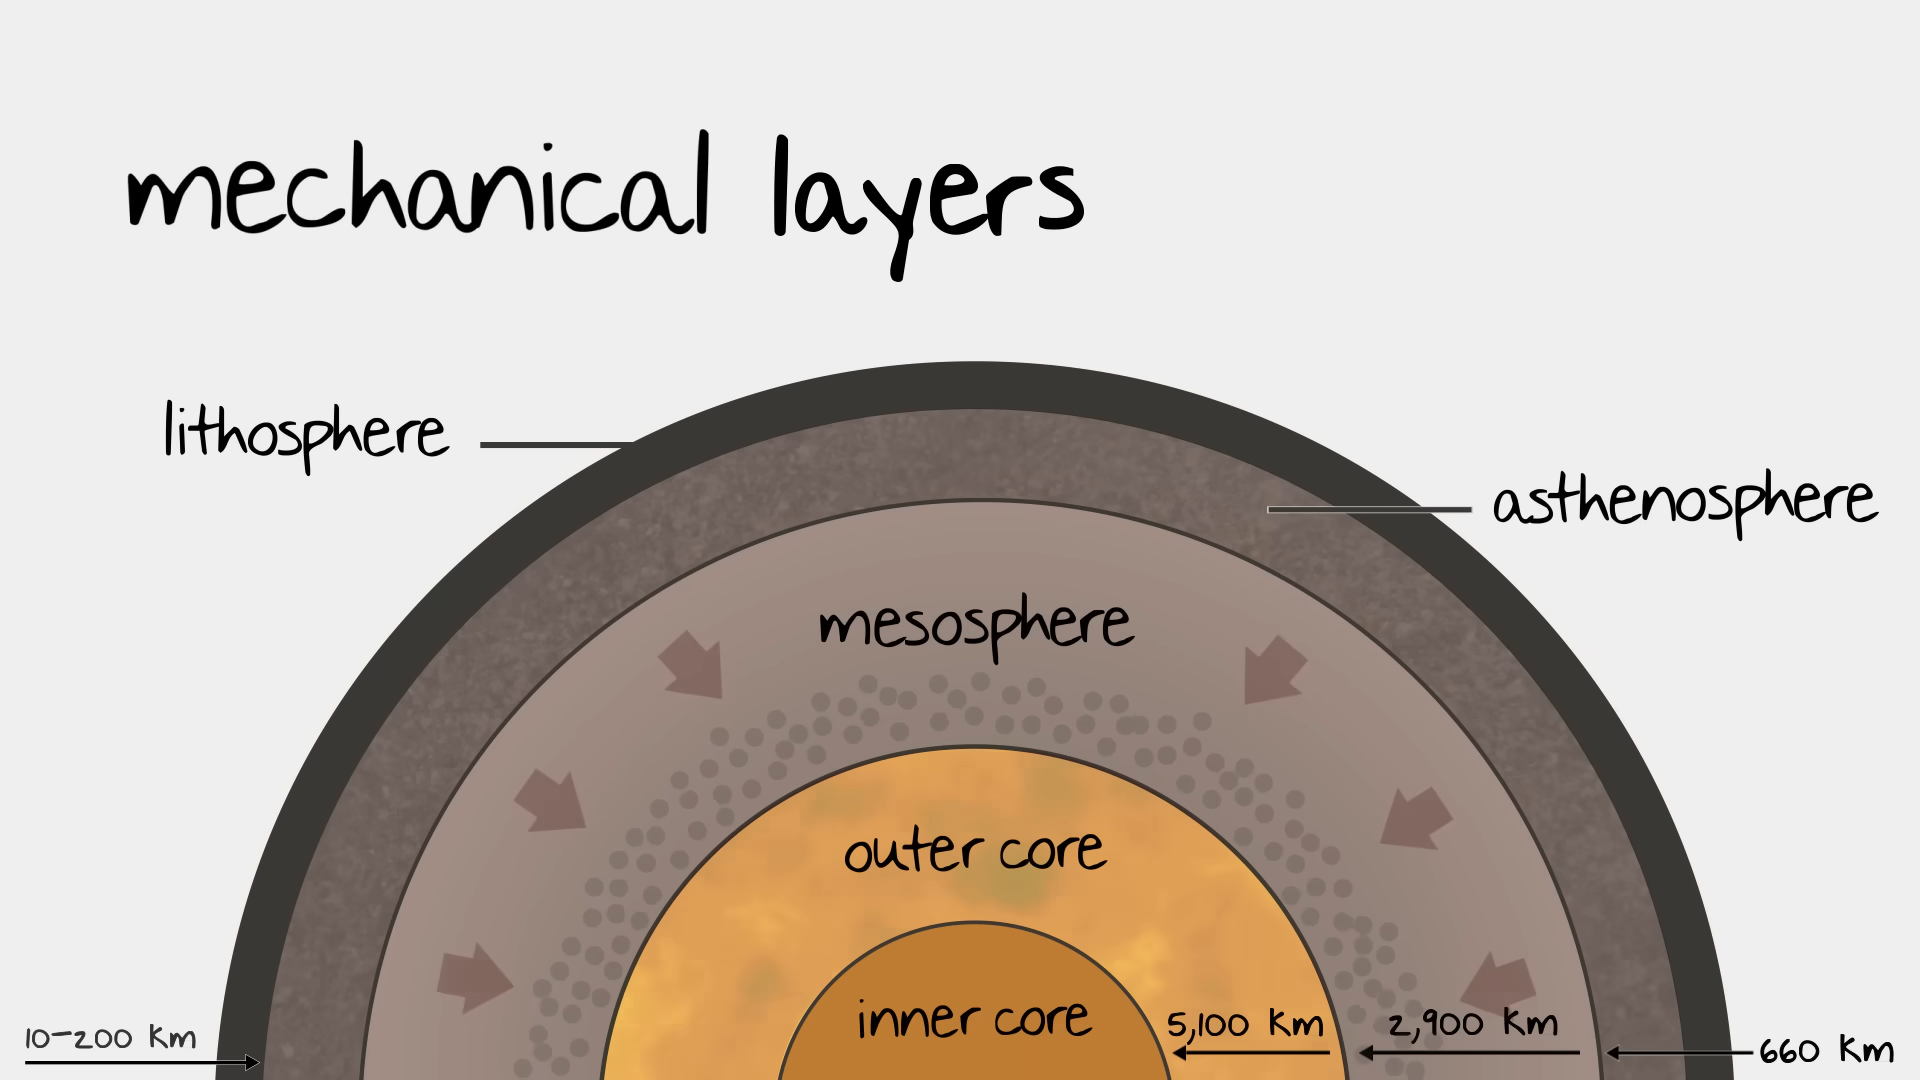 mechanical layers
lithosphere
asthenosphere
mesosphere
outer core
inner core
5,100 Km
2,900 Km
10-200 Km
660 Km